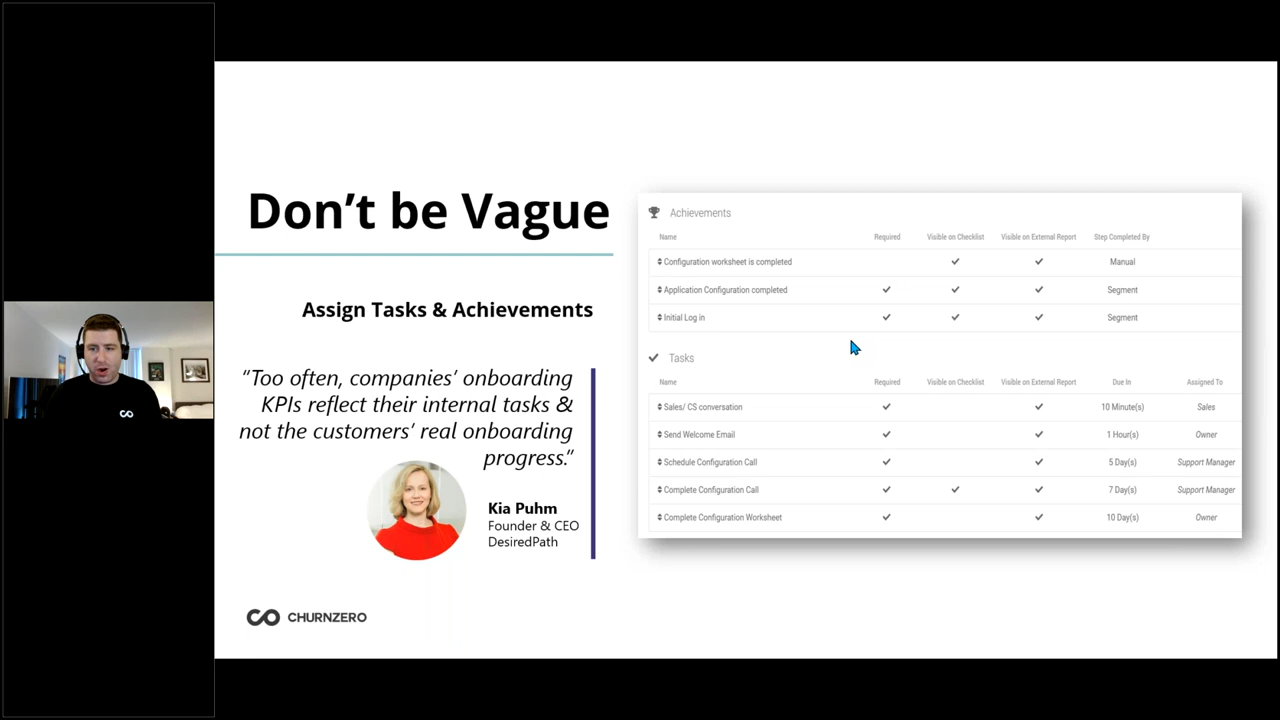 Don't be Vague
Assign Tasks & Achievements
"Too often, companies' onboarding
KPIs reflect their internal tasks &
not the customers' real onboarding
progress."
Kia Puhm
Founder & CEO
DesiredPath
CHURNZERO
Achievements
Name Required Visible on Checklist Visible on External Report Step Completed By
Configuration worksheet is completed Manual
Application Configuration completed Segment
Initial Log in Segment
Tasks
Name Required Visible on Checklist Visible on External Report Due In Assigned To
Sales/ CS conversation 10 Minute(s) Sales
Send Welcome Email 1 Hour(s) Owner
Schedule Configuration Call 5 Day(s) Support Manager
Complete Configuration Call 7 Day(s) Support Manager
Complete Configuration Worksheet 10 Day(s) Owner